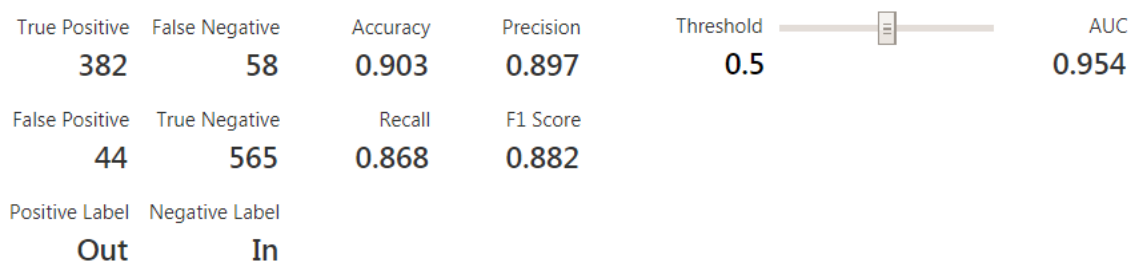 True Positive False Negative Accuracy Precision Threshold AUC
382 58 0.903 0.897 0.5 0.954
False Positive True Negative Recall F1 Score
44 565 0.868 0.882
Positive Label Negative Label
Out In